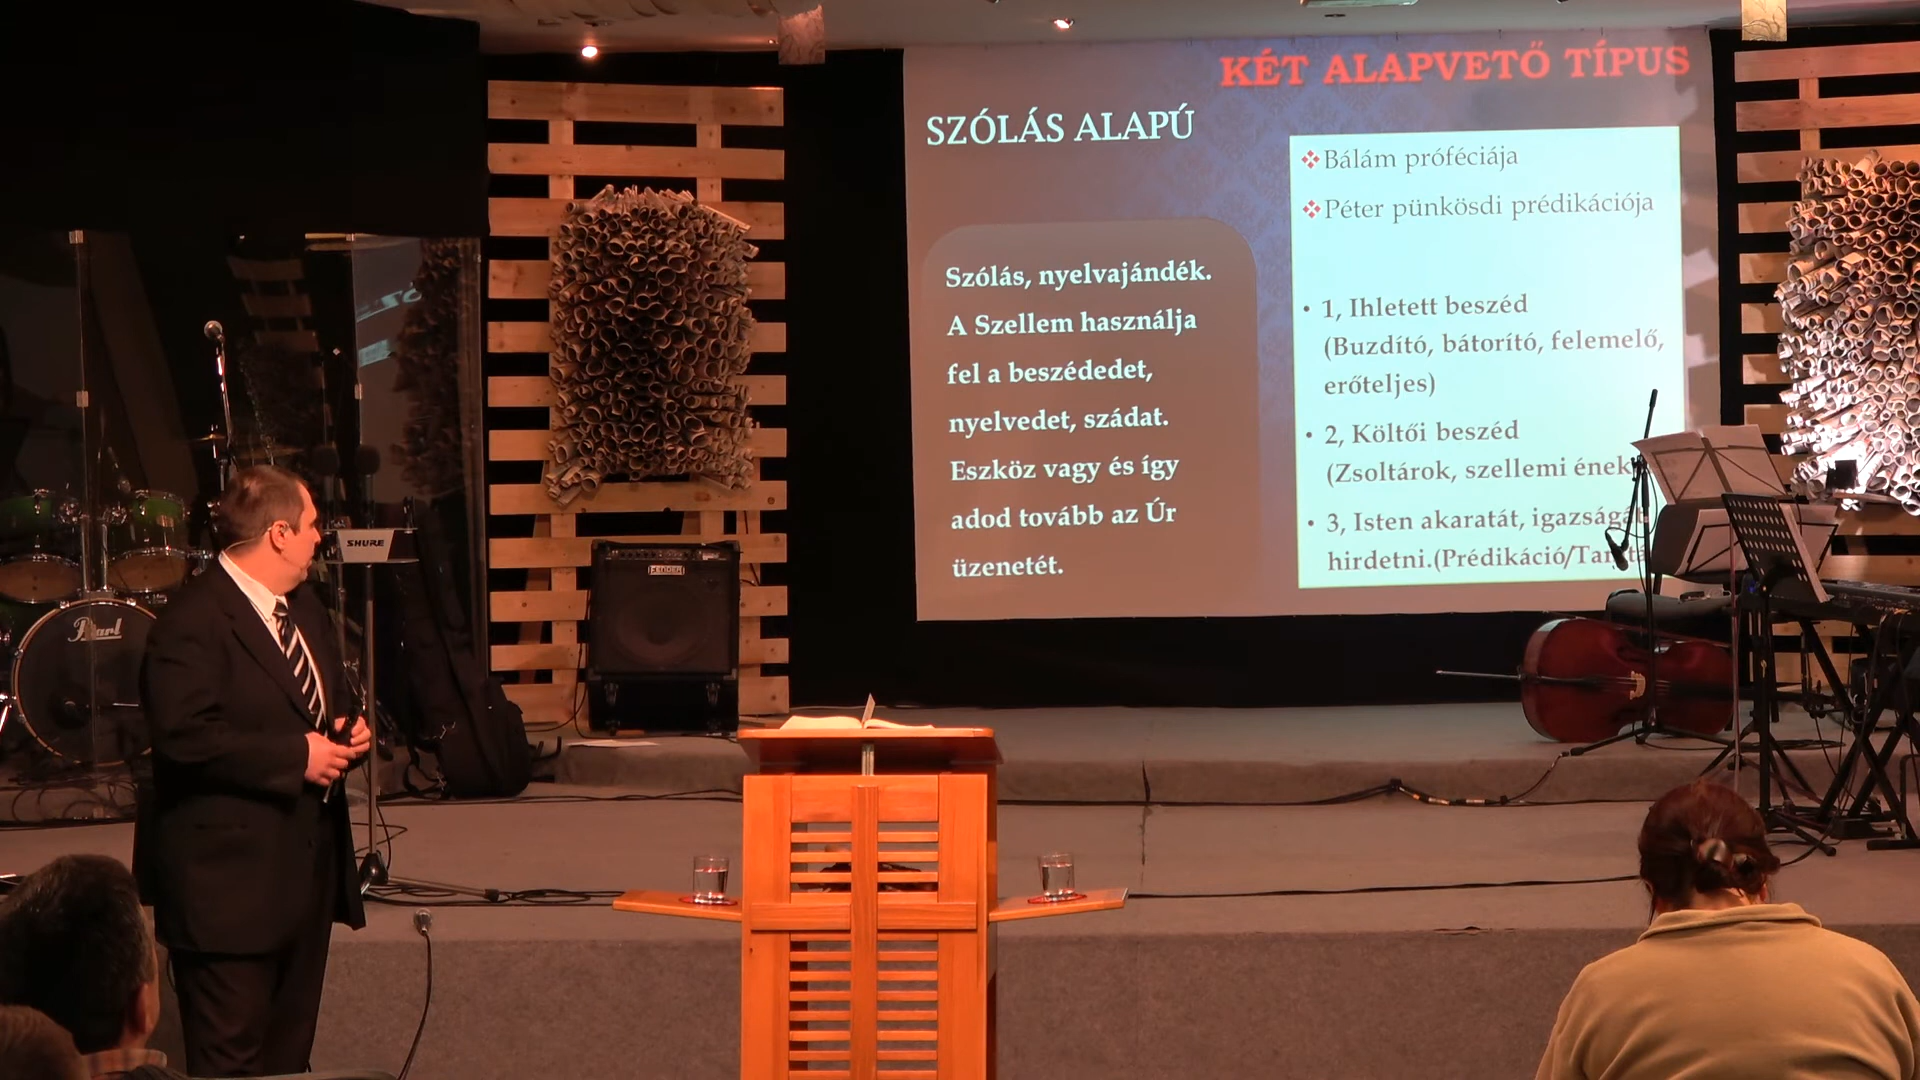 KÉT ALAPVETŐ TÍPUS
SZÓLÁS ALAPÚ
Szólás, nyelvajándék.
A Szellem használja
fel a beszédedet,
nyelvedet, szádat.
Eszköz vagy és így
adod tovább az Úr
üzenetét.
Bálám próféciája
Péter pünkösdi prédikációja
• 1, Ihletett beszéd
(Buzdító, bátorító, felemelő,
erőteljes)
• 2, Költői beszéd
(Zsoltárok, szellemi ének
• 3, Isten akaratát, igazságát
hirdetni.(Prédikáció/
SHURE
FENDER
Pearl